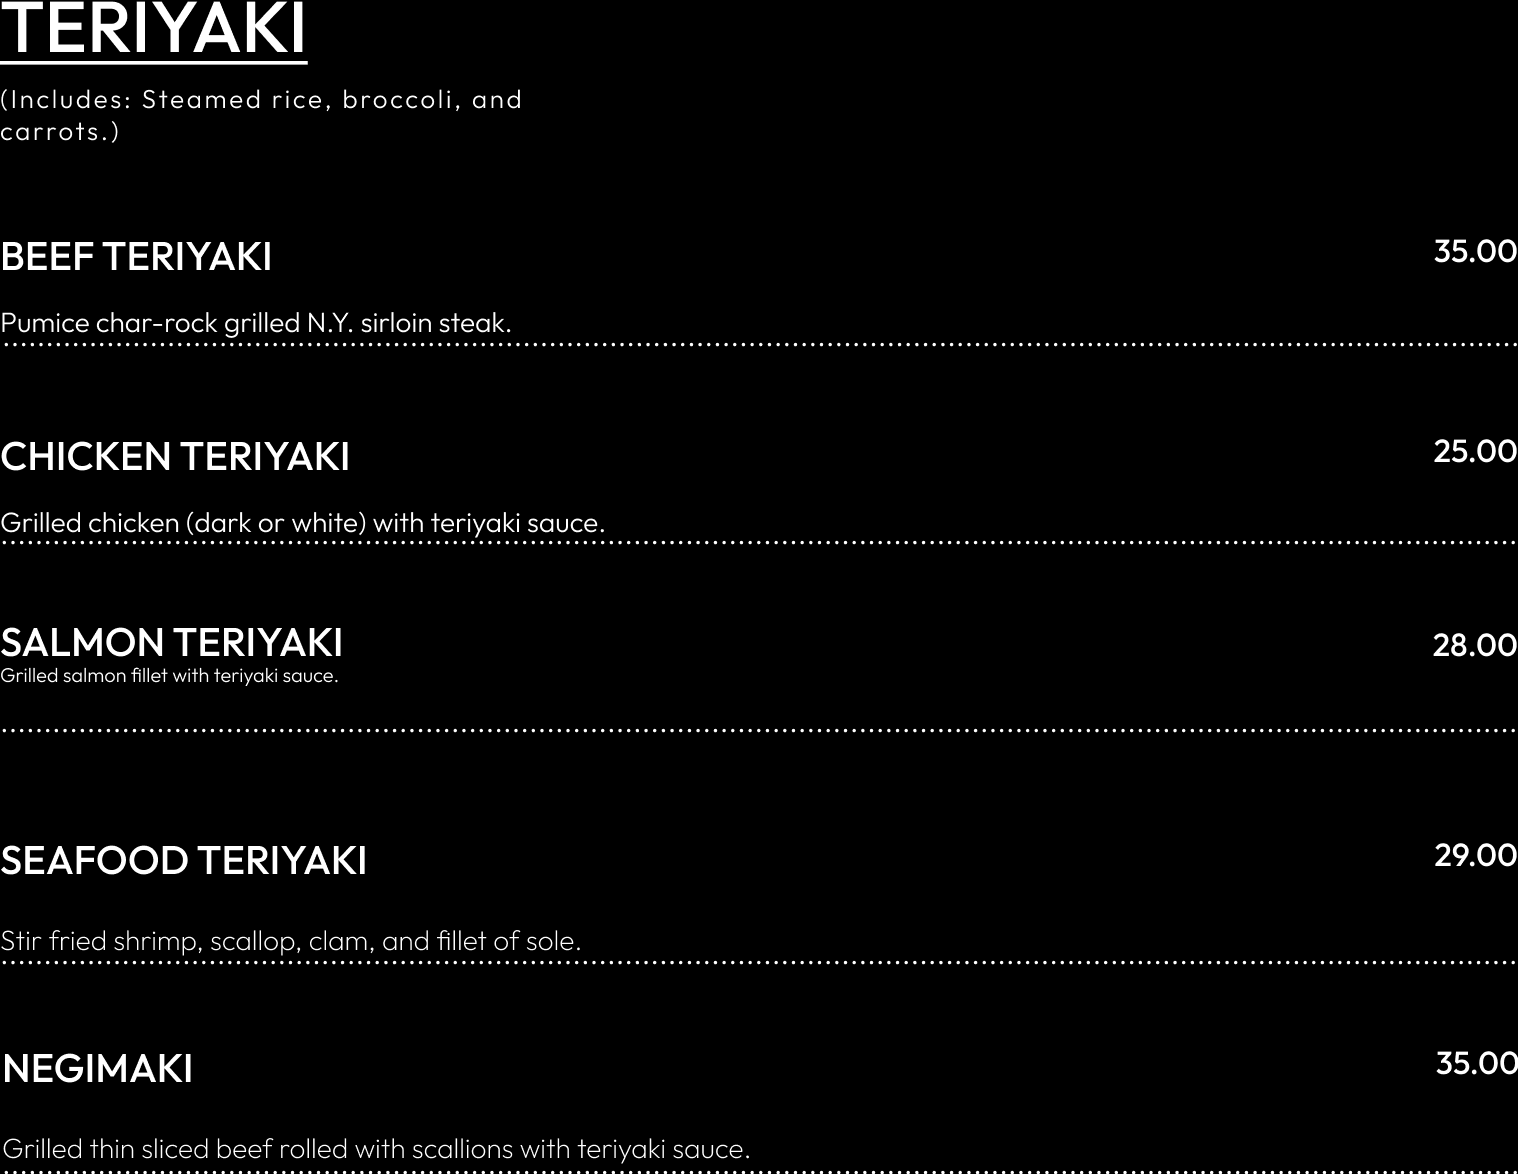 TERIYAKI
(Includes: Steamed rice, broccoli, and
carrots.)
BEEF TERIYAKI 35.00
Pumice char-rock grilled N.Y. sirloin steak.
CHICKEN TERIYAKI 25.00
Grilled chicken (dark or white) with teriyaki sauce.
SALMON TERIYAKI 28.00
Grilled salmon fillet with teriyaki sauce.
SEAFOOD TERIYAKI 29.00
Stir fried shrimp, scallop, clam, and fillet of sole.
NEGIMAKI 35.00
Grilled thin sliced beef rolled with scallions with teriyaki sauce.